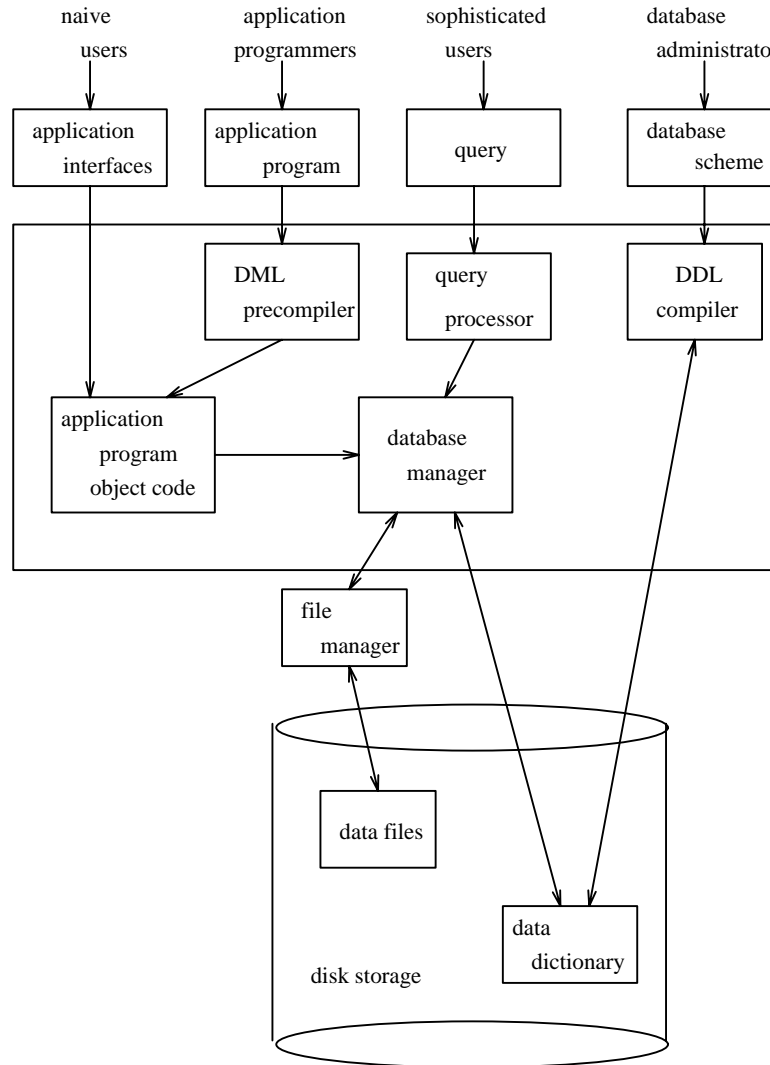 naive
users
application
programmers
sophisticated
users
database
administrato
application
interfaces
application
program
query
database
scheme
DML
precompiler
query
processor
DDL
compiler
application
program
object code
database
manager
file
manager
data files
data
dictionary
disk storage